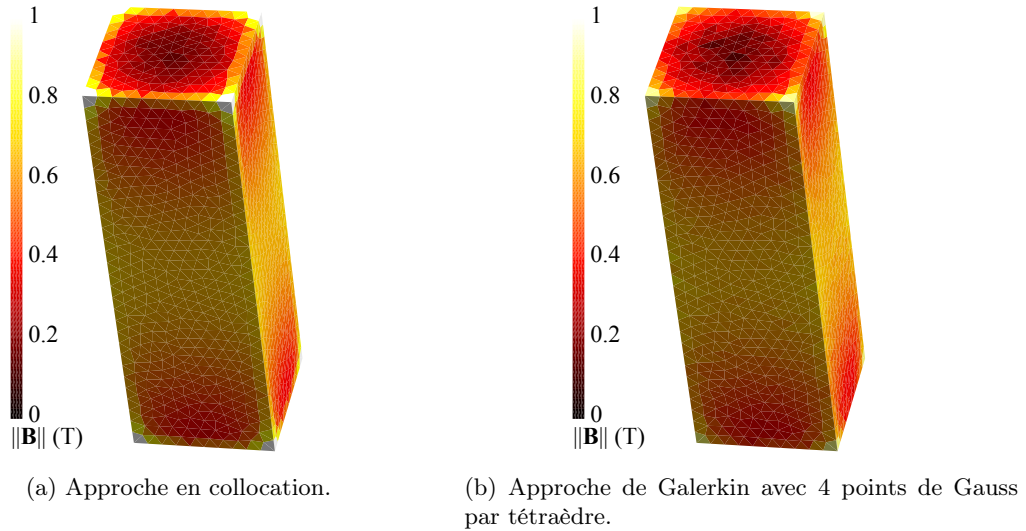 1
0.8
0.6
0.4
0.2
0
||B|| (T)
(a) Approche en collocation.
1
0.8
0.6
0.4
0.2
0
||B|| (T)
(b) Approche de Galerkin avec 4 points de Gauss
par tétraèdre.